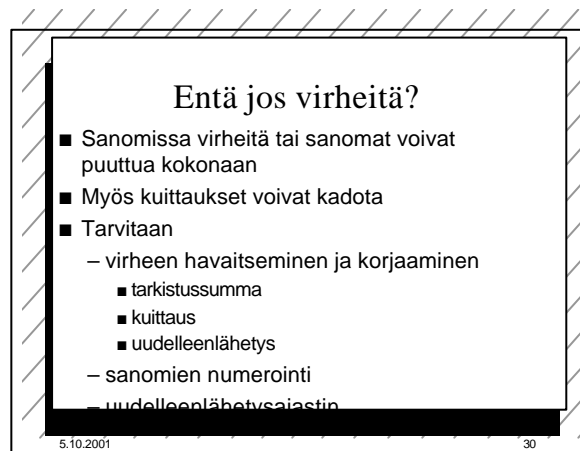 Entä jos virheitä?
■ Sanomissa virheitä tai sanomat voivat
puuttua kokonaan
■ Myös kuittaukset voivat kadota
■ Tarvitaan
– virheen havaitseminen ja korjaaminen
■ tarkistussumma
■ kuittaus
■ uudelleenlähetys
– sanomien numerointi
– uudelleenlähetysajastin
5.10.2001
30